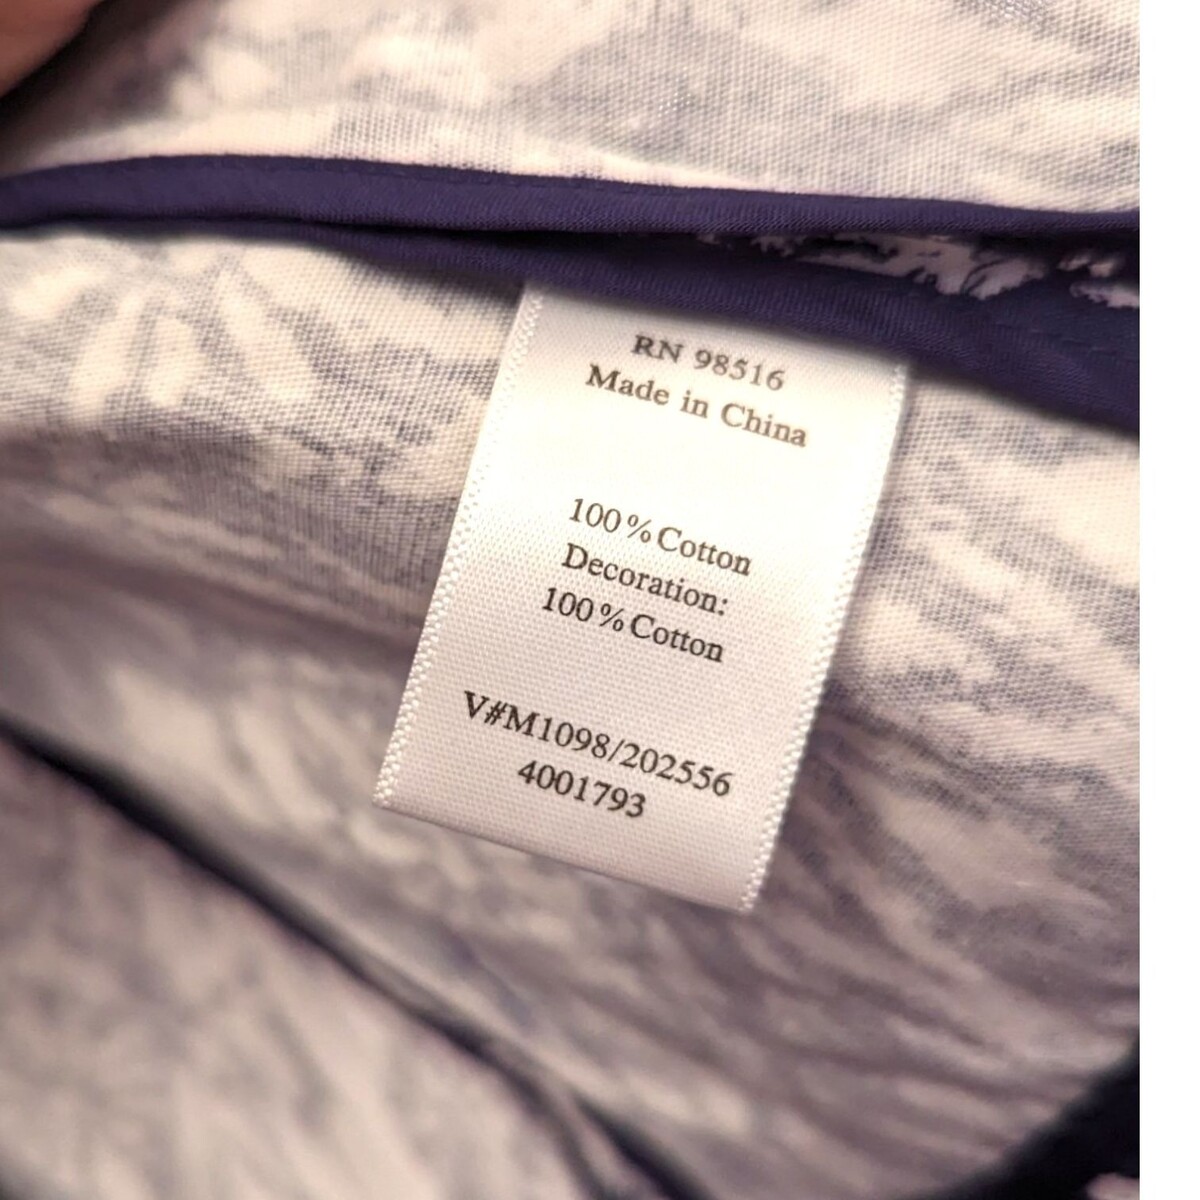 RN 98516
Made in China
100%Cotton
Decoration:
100%Cotton
V#M1098/202556
4001793